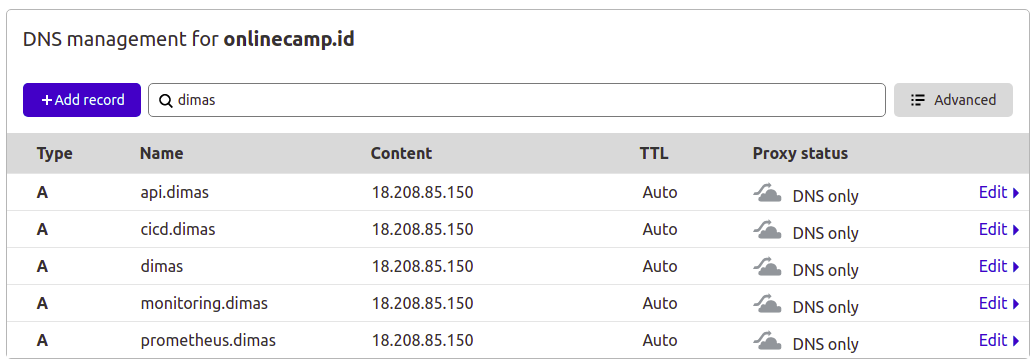 DNS management for onlinecamp.id
+Add record dimas Advanced
Type Name Content TTL Proxy status
A api.dimas 18.208.85.150 Auto DNS only Edit
A cicd.dimas 18.208.85.150 Auto DNS only Edit
A dimas 18.208.85.150 Auto DNS only Edit
A monitoring.dimas 18.208.85.150 Auto DNS only Edit
A prometheus.dimas 18.208.85.150 Auto DNS only Edit